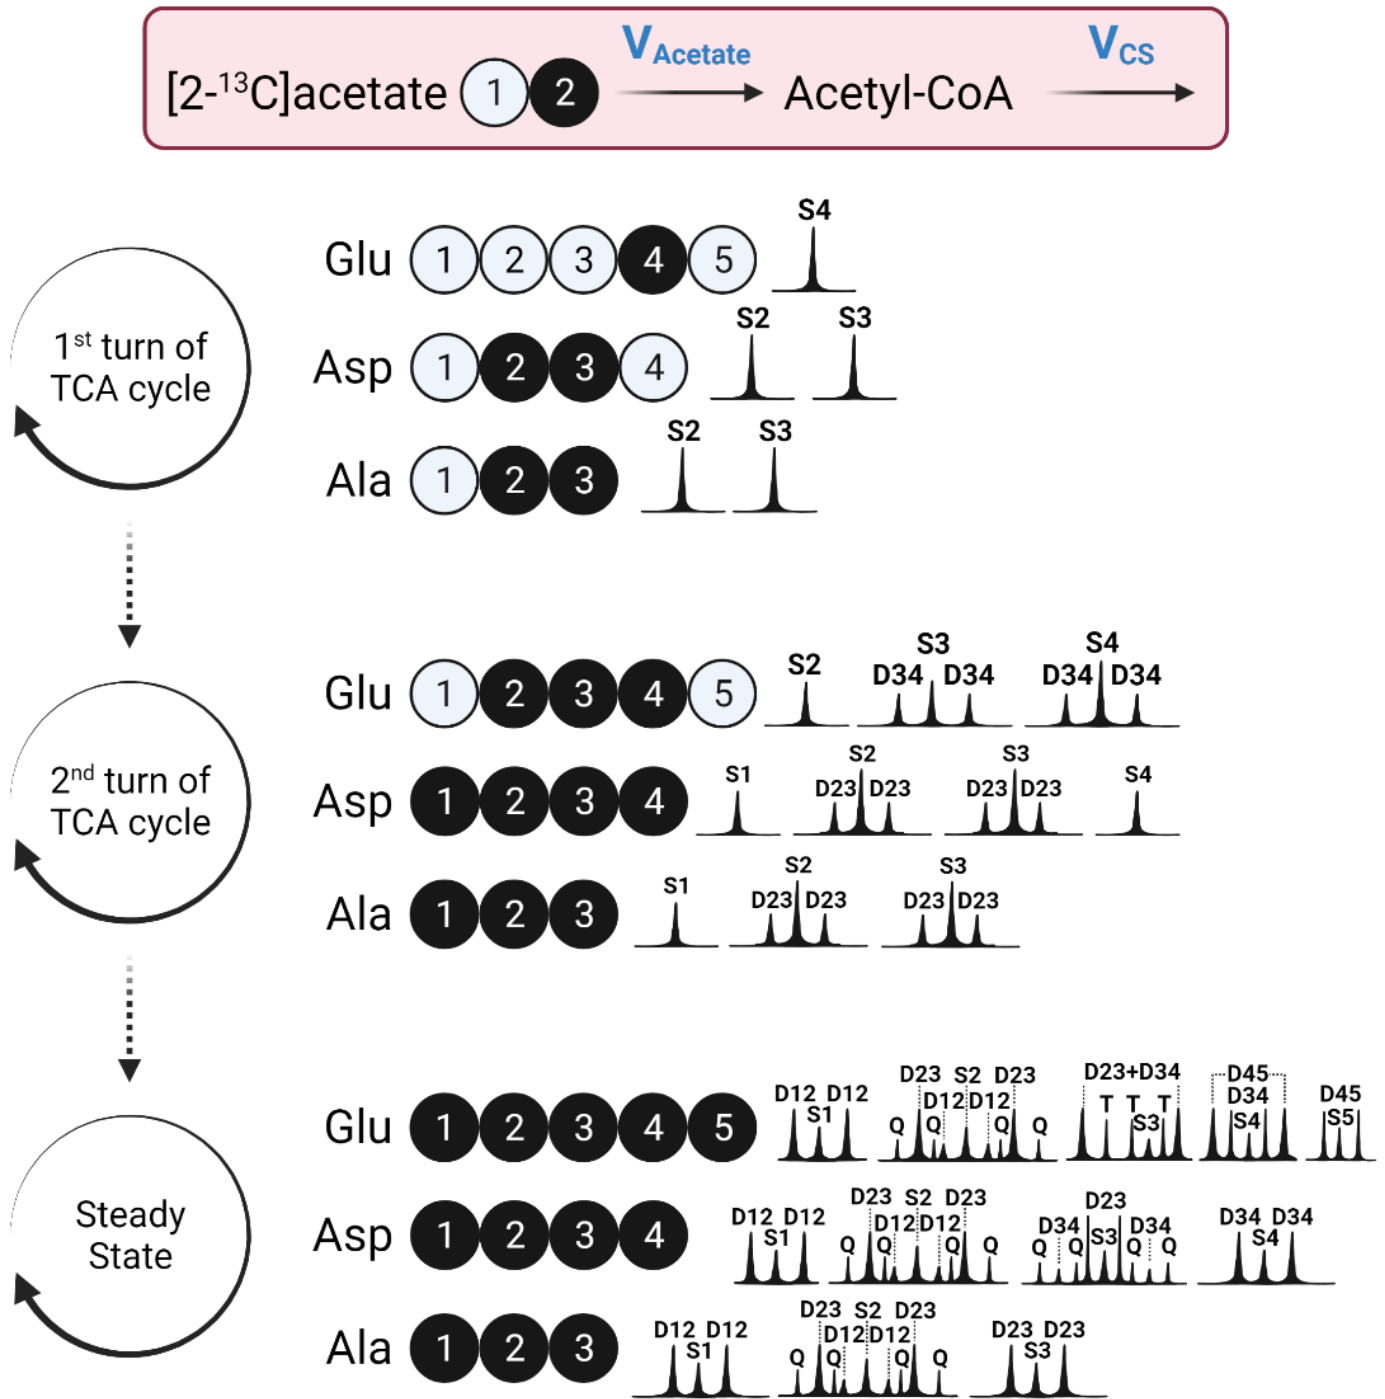 V_Acetate V_CS
[2-¹³C]acetate 1 2 Acetyl-CoA
1st turn of
TCA cycle
Glu 1 2 3 4 5 S4
Asp 1 2 3 4 S2 S3
Ala 1 2 3 S2 S3
2nd turn of
TCA cycle
Glu 1 2 3 4 5 S2 D34 S3 D34 D34 S4 D34
Asp 1 2 3 4 S1 D23 S2 D23 D23 S3 D23 S4
Ala 1 2 3 S1 D23 S2 D23 D23 S3 D23
Steady
State
Glu 1 2 3 4 5
D12 S1 D12
D23 S2 D23
Q Q D12 D12 Q Q
D23+D34
T T T
S3
D45
D34
S4
D45
S5
Asp 1 2 3 4
D12 S1 D12
D23 S2 D23
Q Q D12 D12 Q Q
D23
D34 S3 D34
Q Q Q Q
D34 S4 D34
Ala 1 2 3
D12 S1 D12
D23 S2 D23
Q Q D12 D12 Q Q
D23 S3 D23